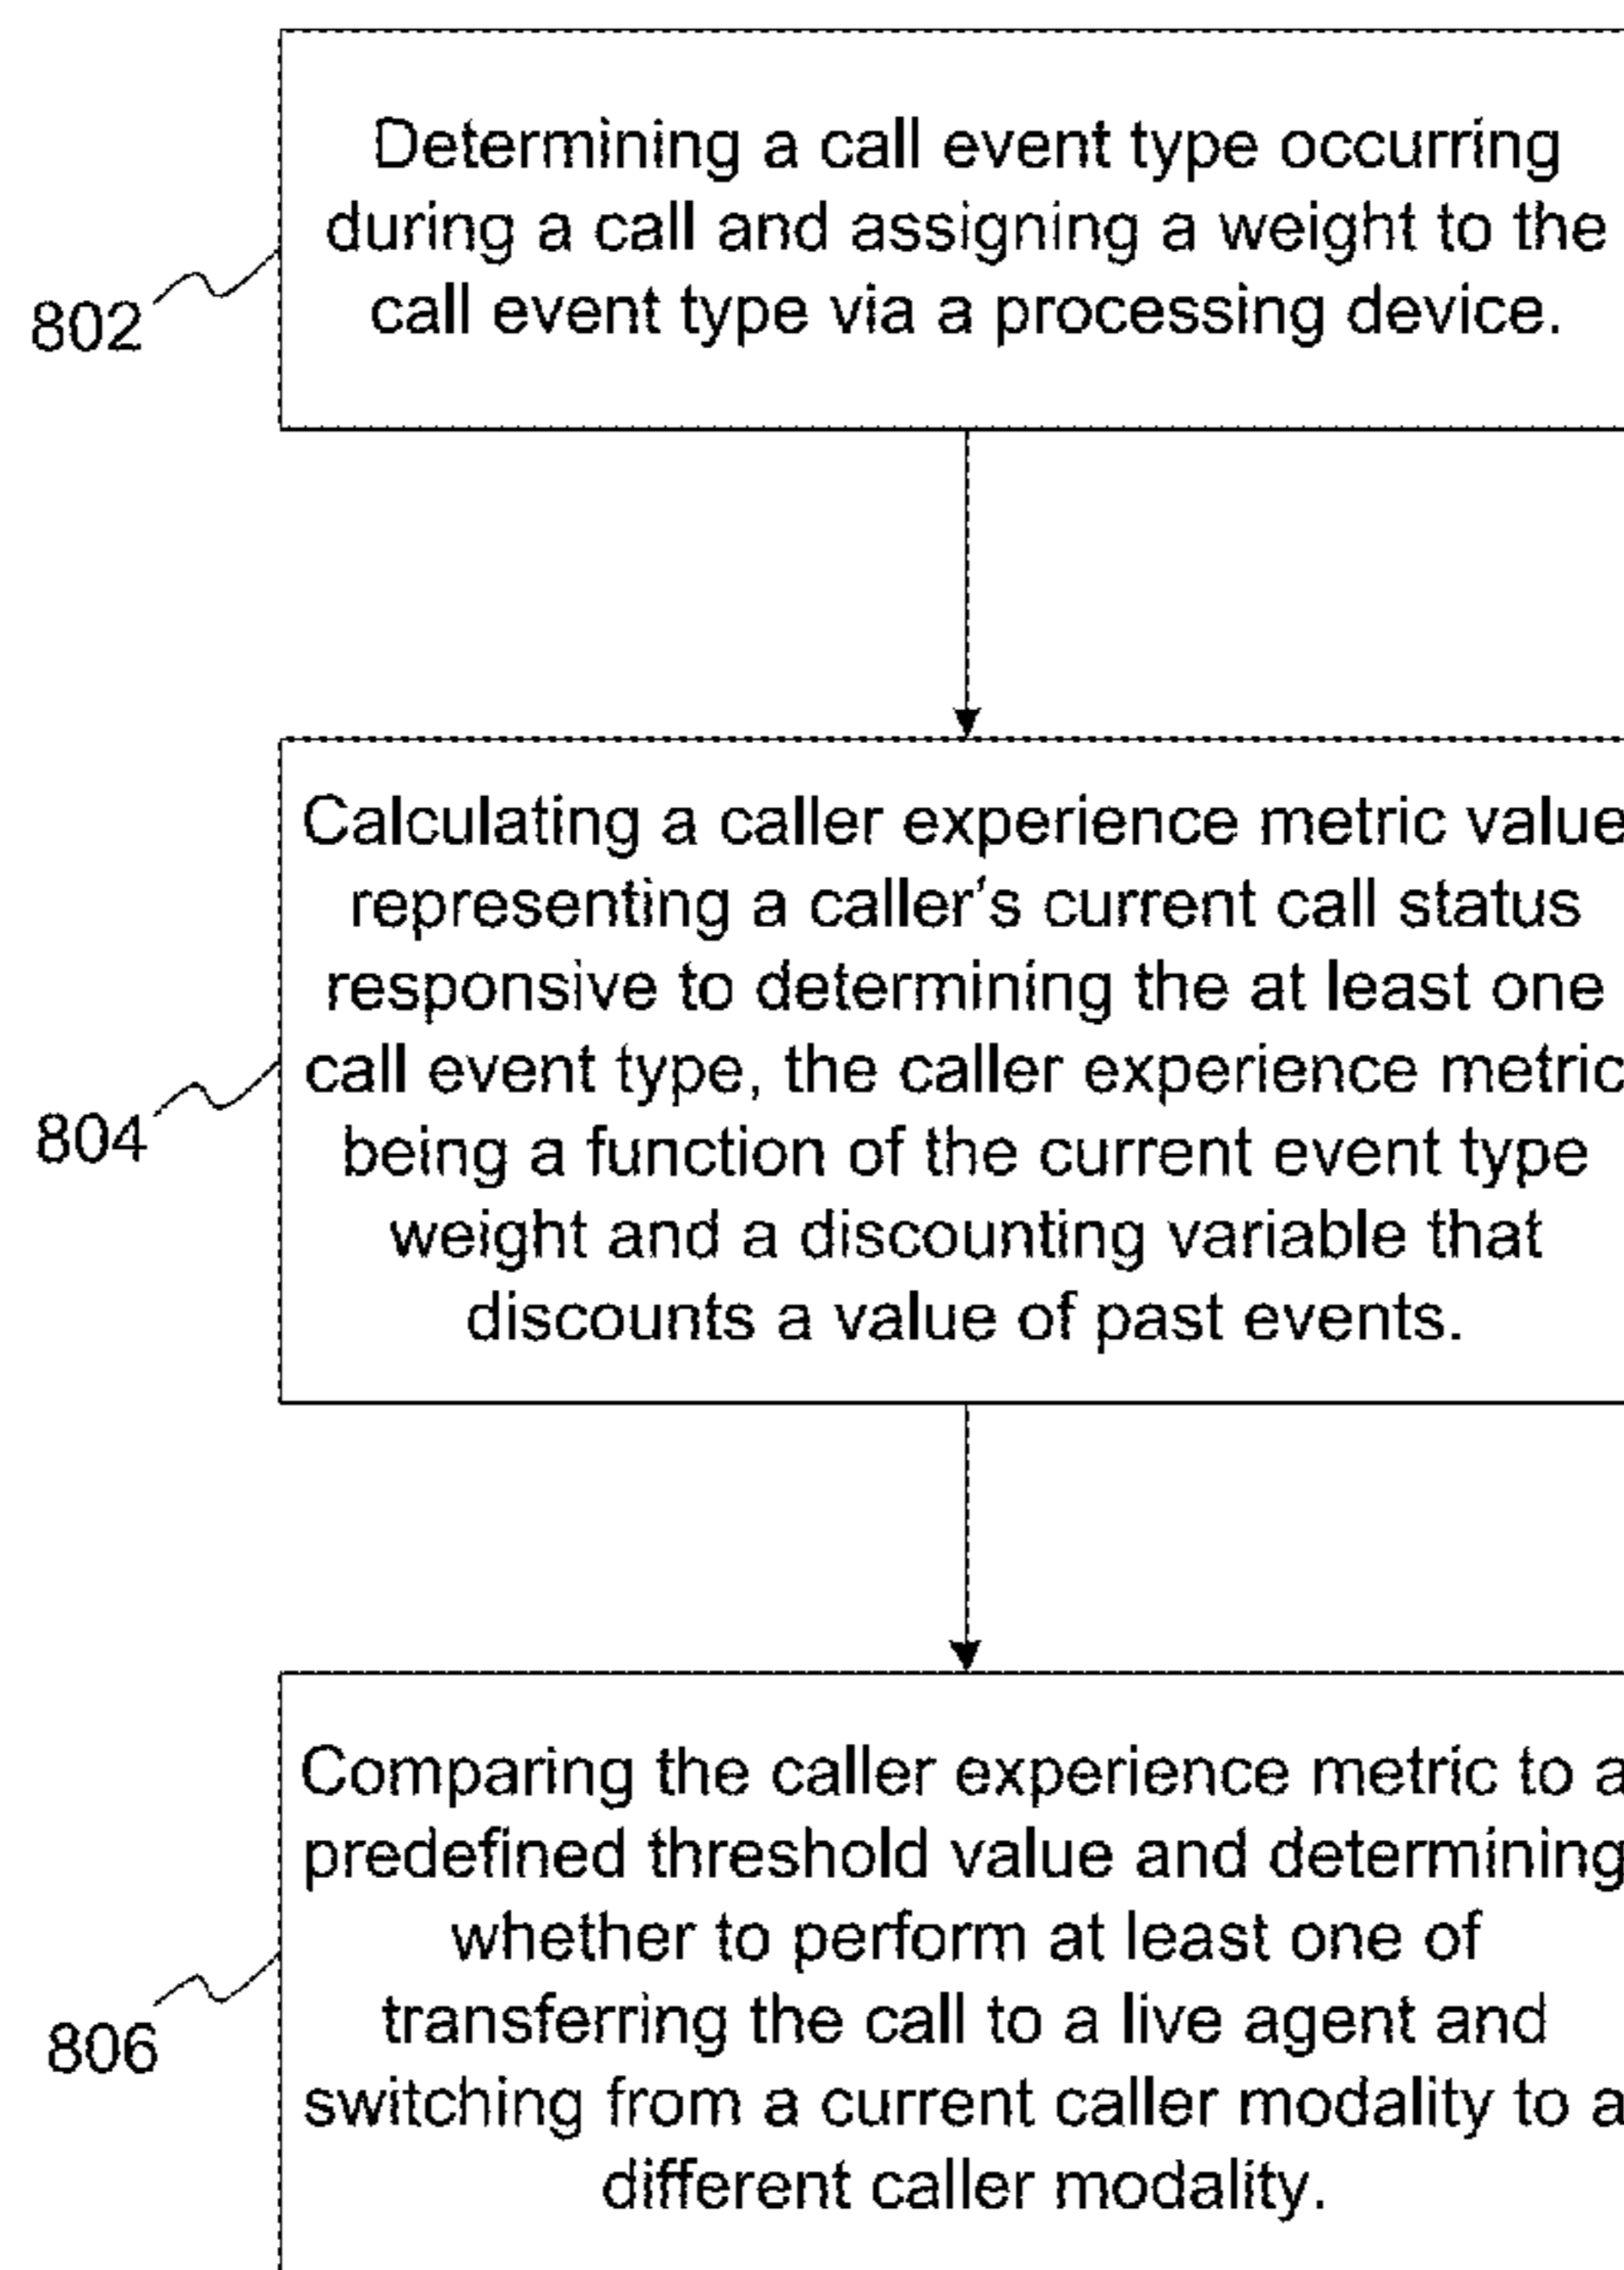 Determining a call event type occurring
during a call and assigning a weight to the
call event type via a processing device.
802
Calculating a caller experience metric value
representing a caller's current call status
responsive to determining the at least one
call event type, the caller experience metric
being a function of the current event type
weight and a discounting variable that
discounts a value of past events.
804
Comparing the caller experience metric to a
predefined threshold value and determining
whether to perform at least one of
transferring the call to a live agent and
switching from a current caller modality to a
different caller modality.
806